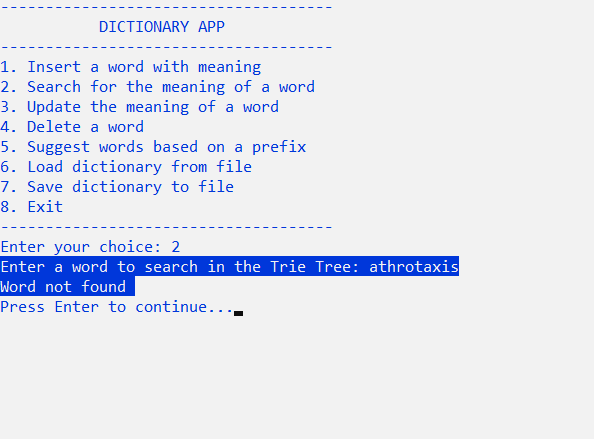 -------------------------------------
DICTIONARY APP
-------------------------------------
1. Insert a word with meaning
2. Search for the meaning of a word
3. Update the meaning of a word
4. Delete a word
5. Suggest words based on a prefix
6. Load dictionary from file
7. Save dictionary to file
8. Exit
-------------------------------------
Enter your choice: 2
Enter a word to search in the Trie Tree: athrotaxis
Word not found
Press Enter to continue...